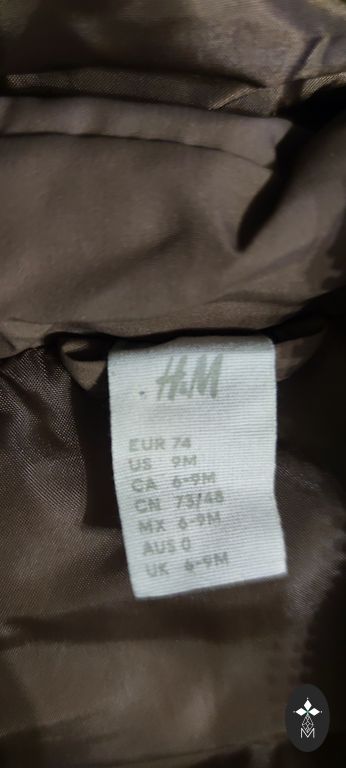 H&M
EUR 74
US 9M
CA 6-9M
CN 73/48
MX 6-9M
AUS 0
UK 6-9M
M